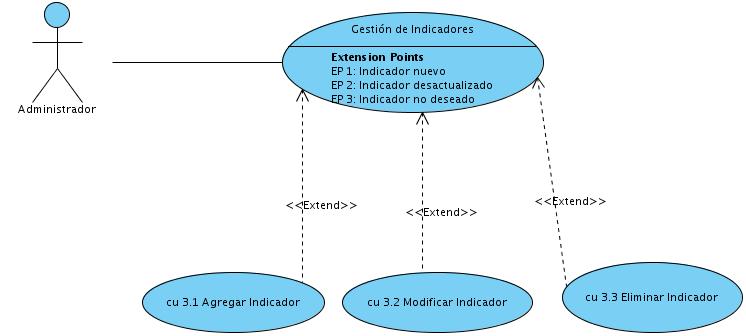 Gestión de Indicadores
Extension Points
EP 1: Indicador nuevo
EP 2: Indicador desactualizado
EP 3: Indicador no deseado
Administrador
<<Extend>>
<<Extend>>
<<Extend>>
cu 3.1 Agregar Indicador
cu 3.2 Modificar Indicador
cu 3.3 Eliminar Indicador